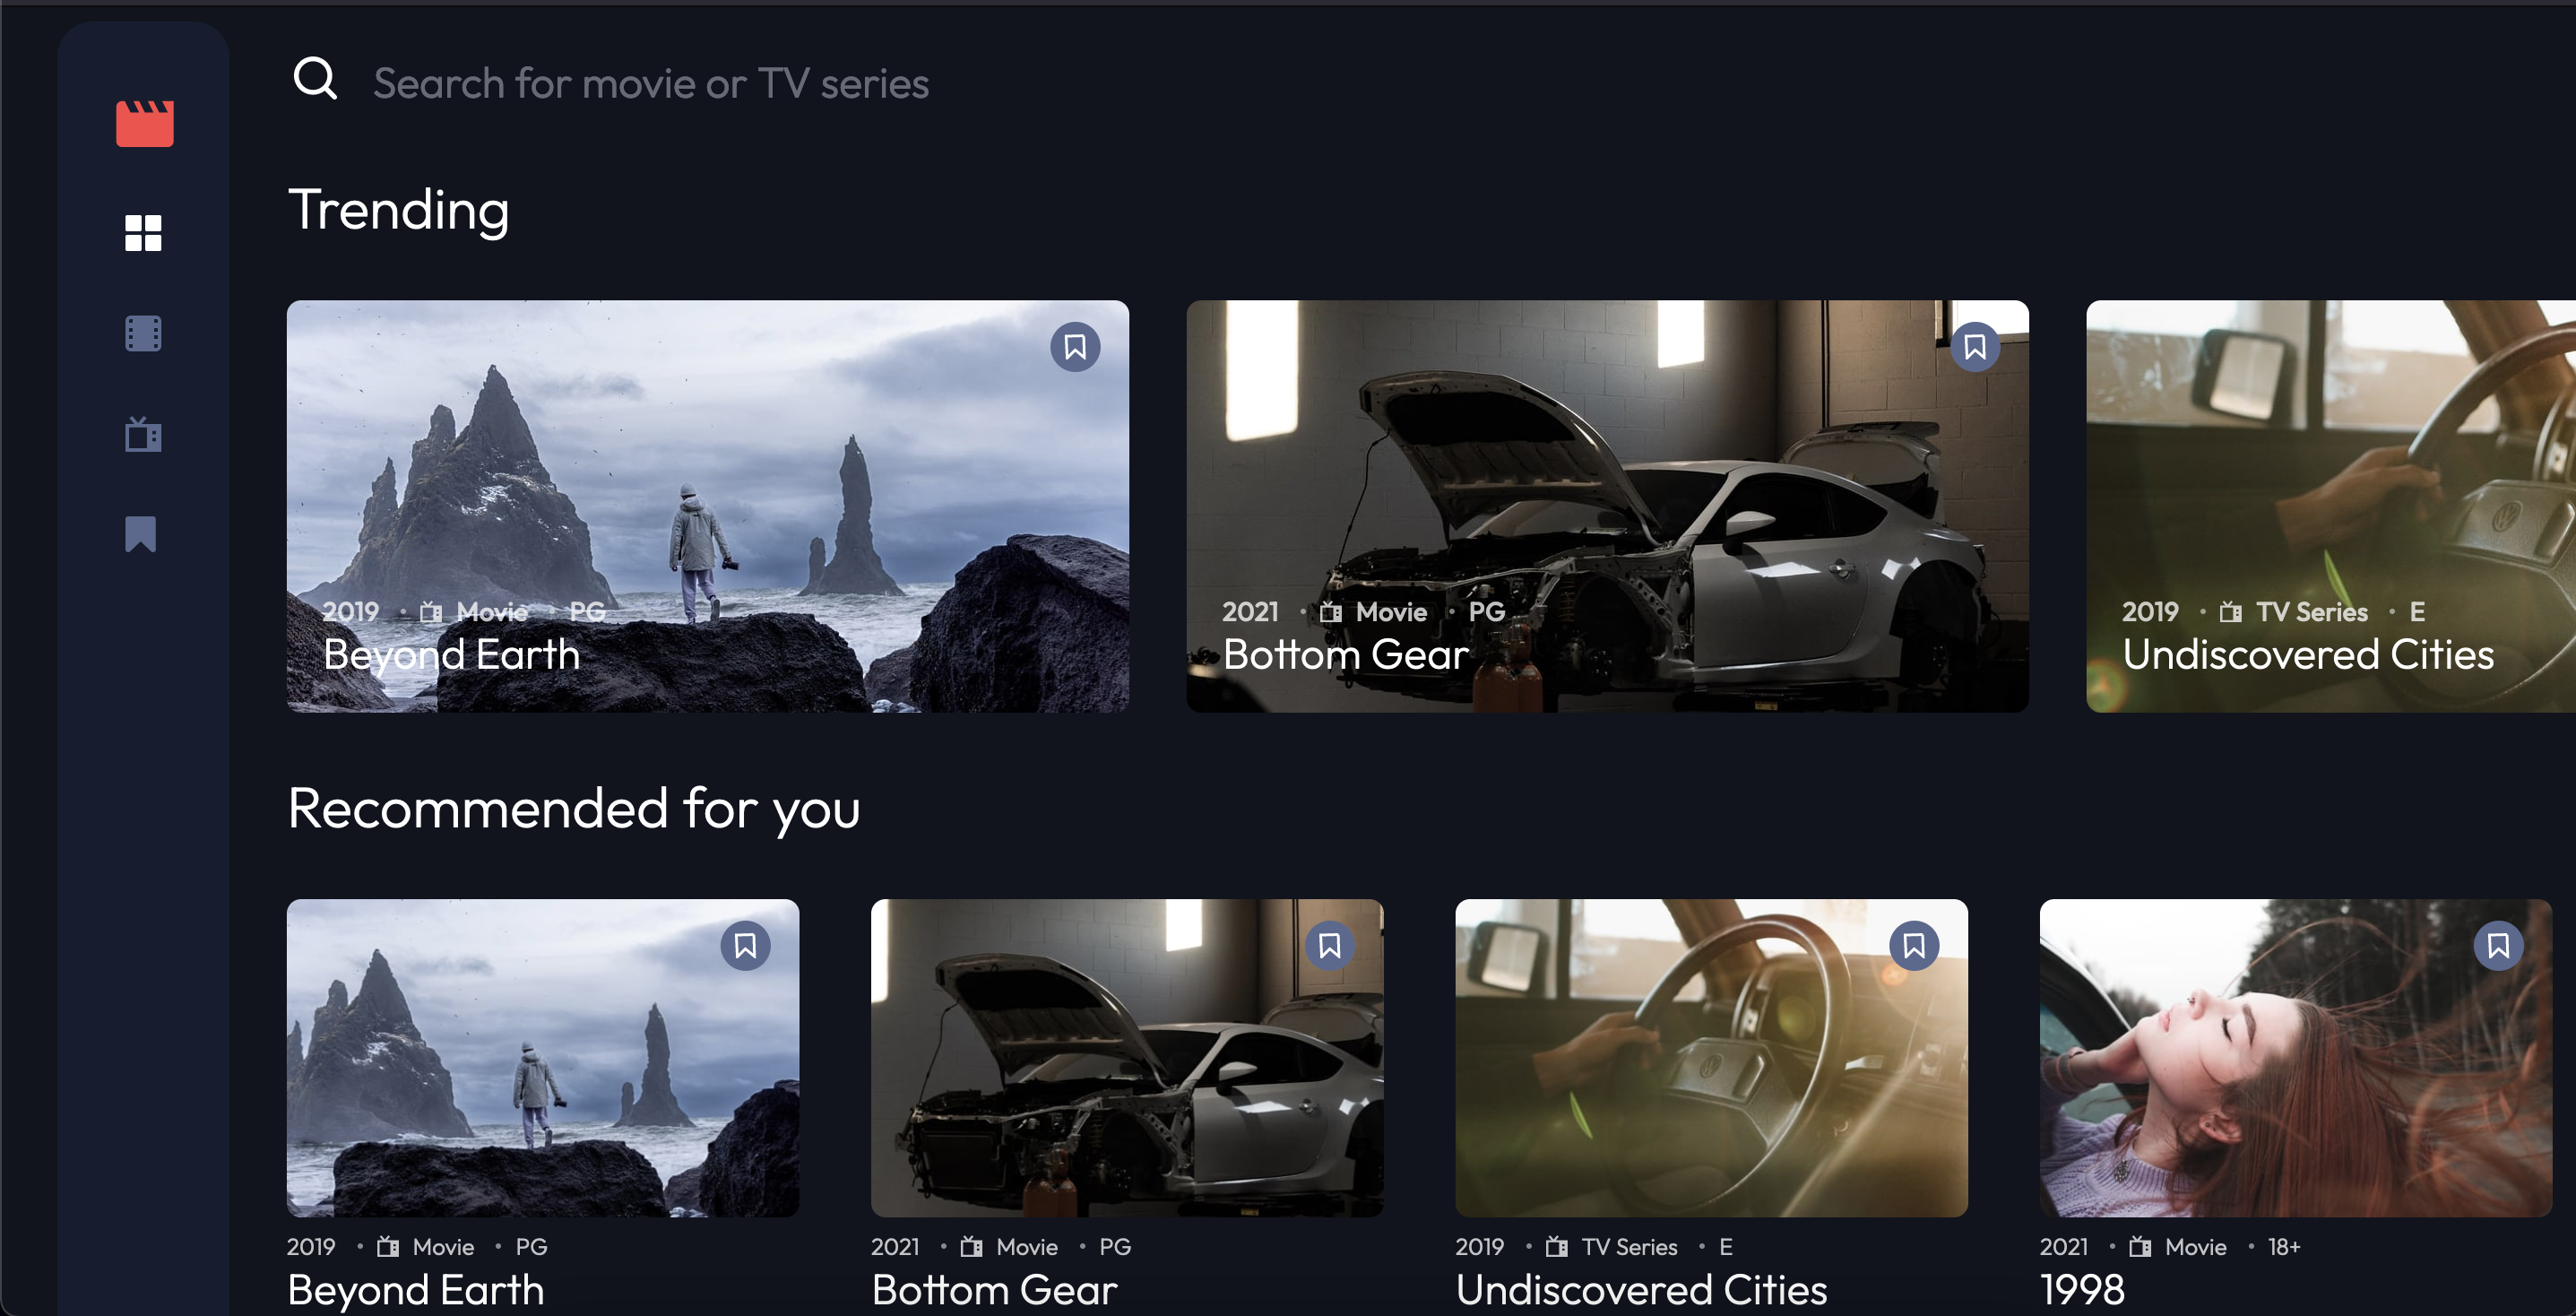 Search for movie or TV series
Trending
2019 • Movie • PG
Beyond Earth
2021 • Movie • PG
Bottom Gear
2019 • TV Series • E
Undiscovered Cities
Recommended for you
2019 • Movie • PG
Beyond Earth
2021 • Movie • PG
Bottom Gear
2019 • TV Series • E
Undiscovered Cities
2021 • Movie • 18+
1998